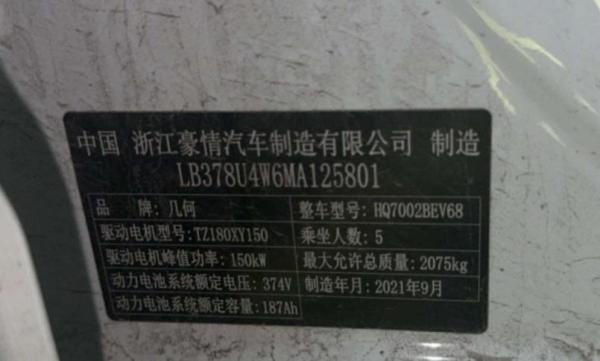 中国 浙江豪情汽车制造有限公司 制造
LB378U4W6MA125801
品 牌:几何 整车型号:HQ7002BEV68
驱动电机型号:TZ180XY150 乘坐人数:5
驱动电机峰值功率:150kW 最大允许总质量:2075kg
动力电池系统额定电压:374V 制造年月:2021年9月
动力电池系统额定容量:187Ah